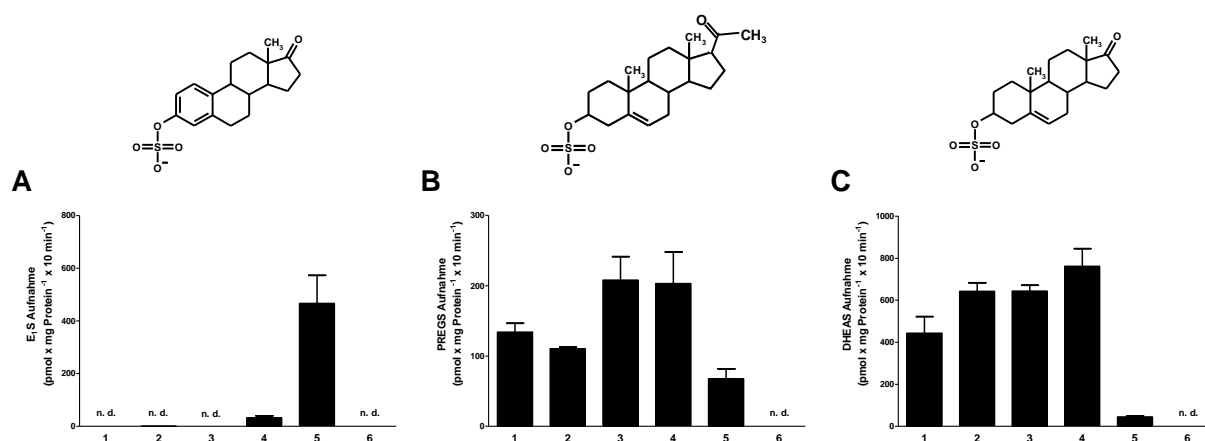 CH₃
O
O
O=S=O
O⁻
O
CH₃
CH₃
CH₃
O
O=S=O
O⁻
CH₃
O
CH₃
O
O=S=O
O⁻
A
E₁S Aufnahme
(pmol x mg Protein⁻¹ x 10 min⁻¹)
800
600
400
200
0
n. d. n. d. n. d. n. d.
1 2 3 4 5 6
B
PREGS Aufnahme
(pmol x mg Protein⁻¹ x 10 min⁻¹)
300
200
100
0
n. d.
1 2 3 4 5 6
C
DHEAS Aufnahme
(pmol x mg Protein⁻¹ x 10 min⁻¹)
1000
800
600
400
200
0
n. d.
1 2 3 4 5 6